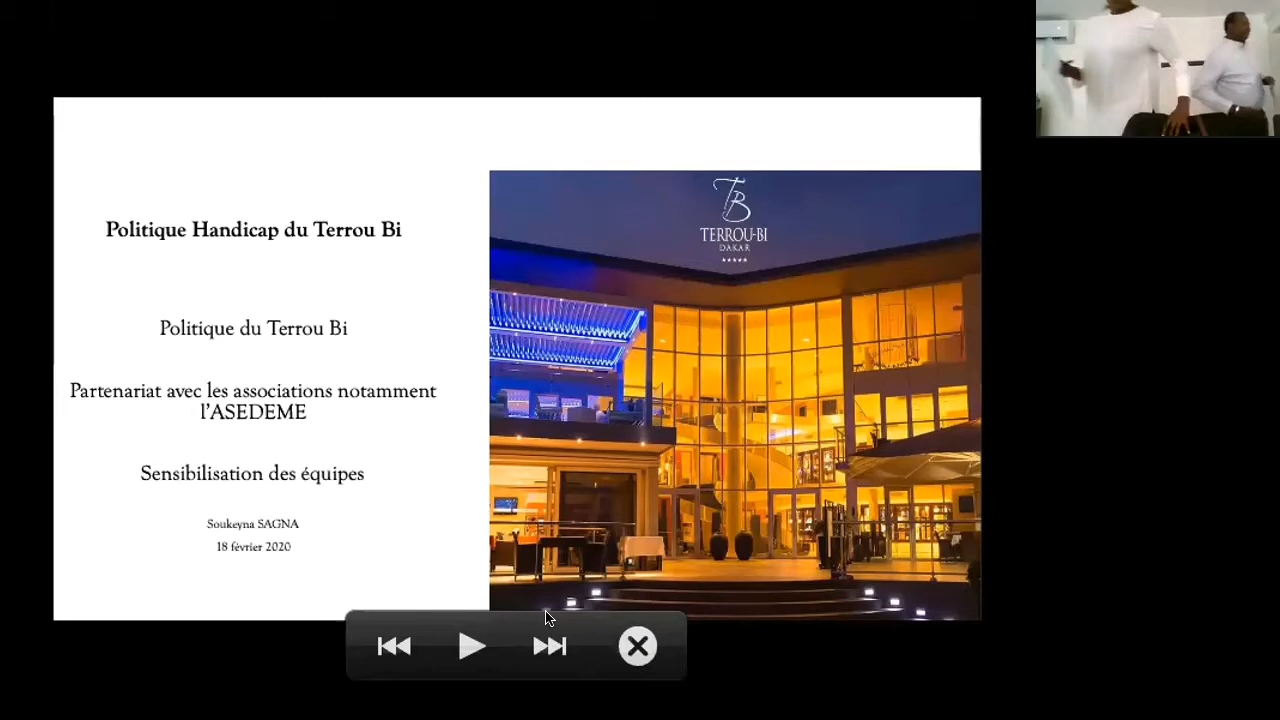 Politique Handicap du Terrou Bi
Politique du Terrou Bi
Partenariat avec les associations notamment
l'ASEDEME
Sensibilisation des équipes
Soukeyna SAGNA
18 février 2020
TB
TERROU-BI
DAKAR